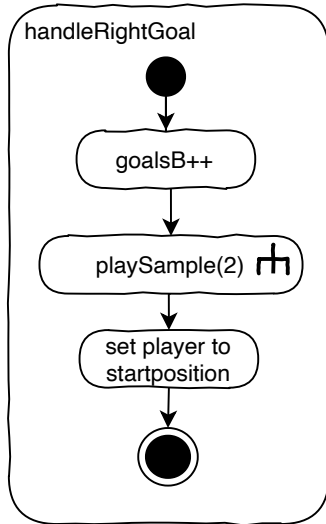 handleRightGoal
goalsB++
playSample(2)
set player to
startposition